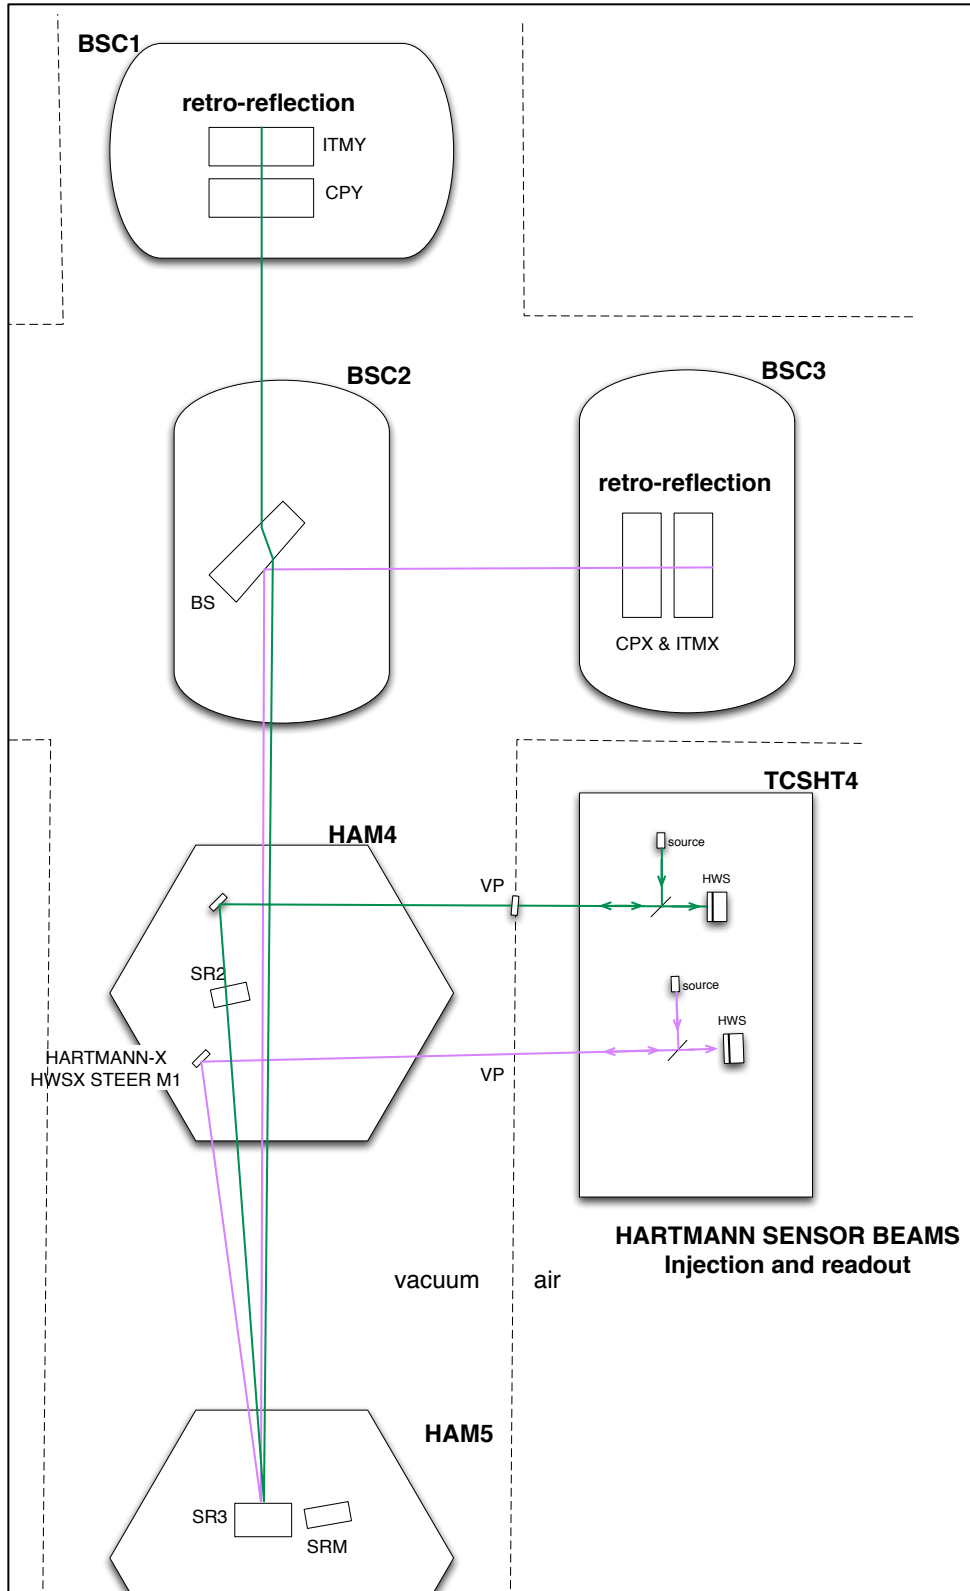 BSC1
retro-reflection
ITMY
CPY
BSC2
BSC3
retro-reflection
BS
CPX & ITMX
TCSHT4
HAM4
source
VP
HWS
SR2
source
HWS
HARTMANN-X
HWSX STEER M1
VP
HARTMANN SENSOR BEAMS
Injection and readout
vacuum
air
HAM5
SR3
SRM